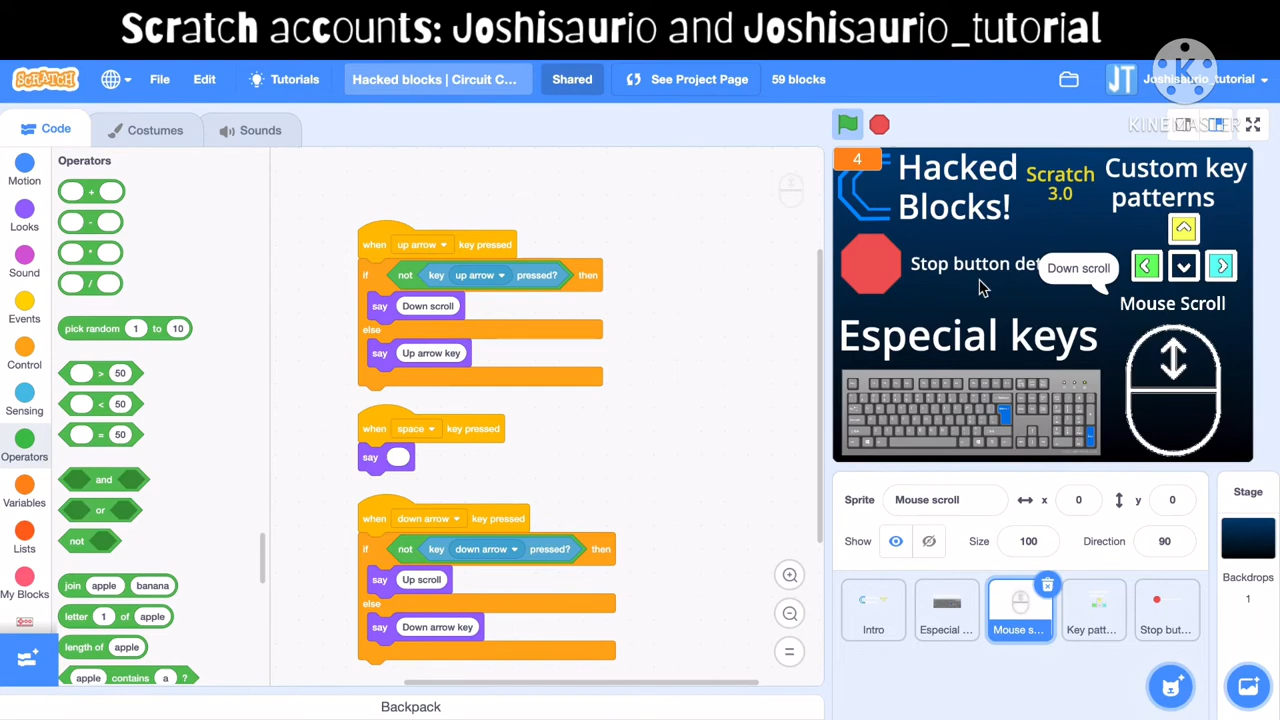 Scratch accounts: Joshisaurio and Joshisaurio_tutorial
SCRATCH File Edit Tutorials Hacked blocks | Circuit C... Shared See Project Page 59 blocks JT Joshisaurio_tutorial
K
KINEMASTER
Code Costumes Sounds
Motion
Looks
Sound
Events
Control
Sensing
Operators
Variables
Lists
My Blocks
Operators
+
-
*
/
pick random 1 to 10
> 50
< 50
= 50
and
or
not
join apple banana
letter 1 of apple
length of apple
apple contains a ?
when up arrow key pressed
if not key up arrow pressed? then
say Down scroll
else
say Up arrow key
when space key pressed
say
when down arrow key pressed
if not key down arrow pressed? then
say Up scroll
else
say Down arrow key
=
Backpack
4
Hacked
Blocks!
Scratch
3.0
Custom key
patterns
Stop button de
Down scroll
Mouse Scroll
Especial keys
Sprite Mouse scroll x 0 y 0
Show Size 100 Direction 90
Intro
Especial ...
Mouse s...
Key patt...
Stop but...
Stage
Backdrops
1